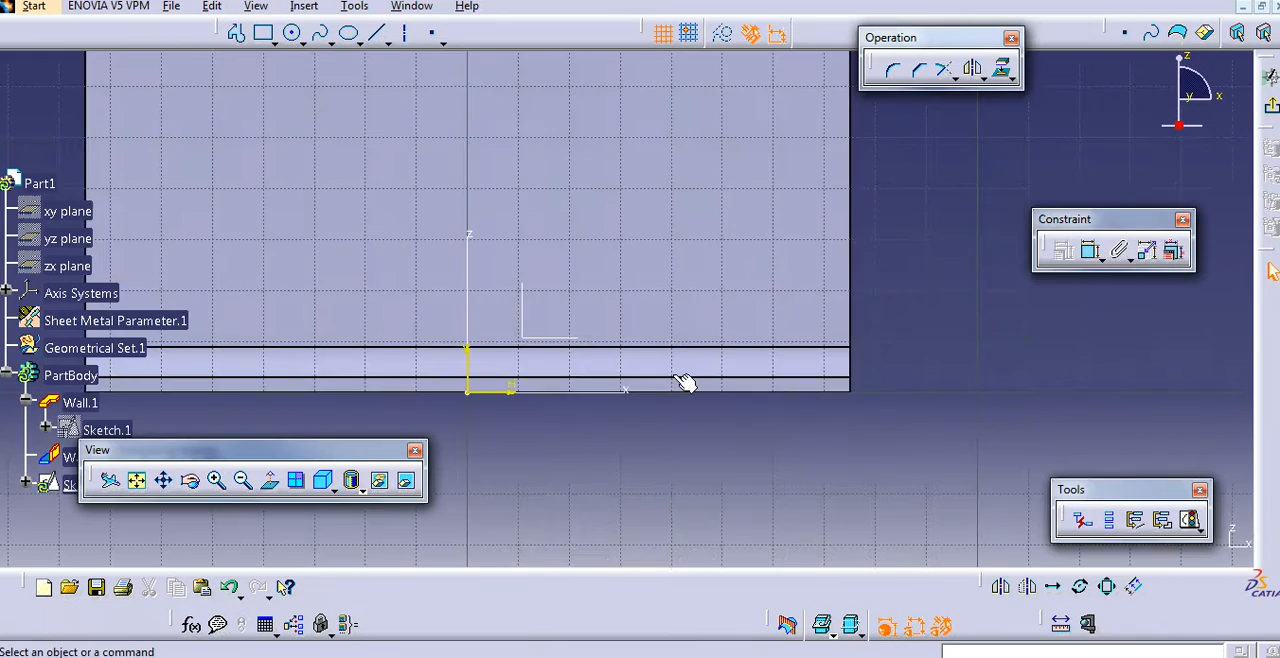 Start ENOVIA V5 VPM File Edit View Insert Tools Window Help
Operation
z
y x
Part1
xy plane
Constraint
yz plane
z
zx plane
Axis Systems
Sheet Metal Parameter.1
Geometrical Set.1
PartBody
x
Wall.1
Sketch.1
View
W
Sk
Tools
z
x
CATIA
f(x)
Select an object or a command